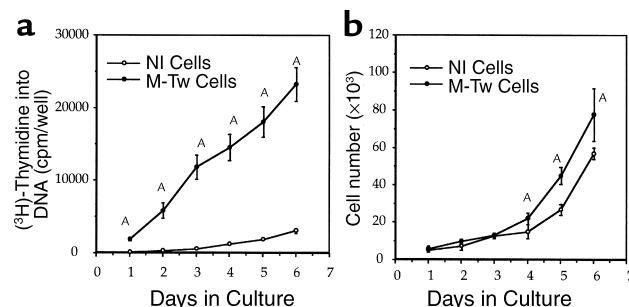 a
30000
20000
10000
0
(³H)-Thymidine into
DNA (cpm/well)
NI Cells
M-Tw Cells
A
A
A
A
A
A
0 1 2 3 4 5 6 7
Days in Culture
b
120
100
80
60
40
20
0
Cell number (×10³)
NI Cells
M-Tw Cells
A
A
A
0 1 2 3 4 5 6 7
Days in Culture